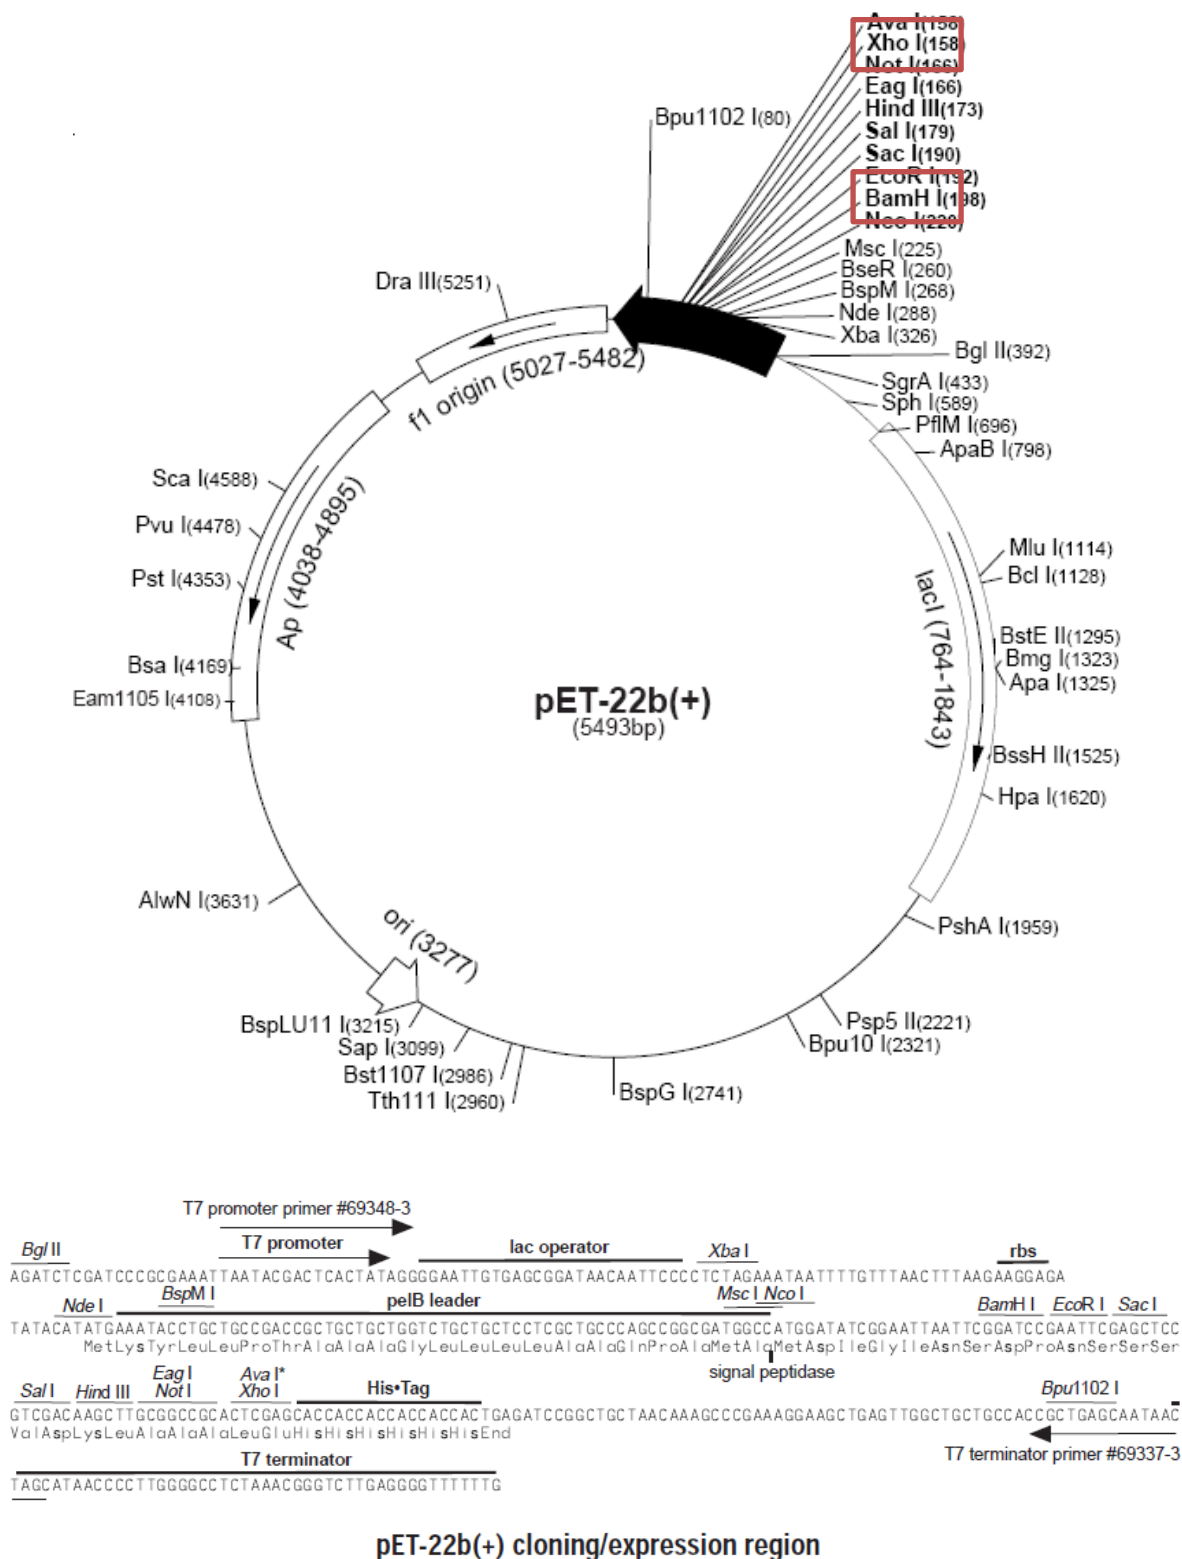 Ava I(158)
Xho I(158)
Not I(166)
Eag I(166)
Hind III(173)
Sal I(179)
Sac I(190)
EcoR I(192)
BamH I(198)
Nco I(220)
Bpu1102 I(80)
Msc I(225)
BseR I(260)
BspM I(268)
Nde I(288)
Xba I(326)
Bgl II(392)
SgrA I(433)
Sph I(589)
PflM I(696)
ApaB I(798)
Dra III(5251)
f1 origin (5027-5482)
Sca I(4588)
Pvu I(4478)
Pst I(4353)
Ap (4038-4895)
Bsa I(4169)
Eam1105 I(4108)
Mlu I(1114)
Bcl I(1128)
lacI (764-1843)
BstE II(1295)
Bmg I(1323)
Apa I(1325)
BssH II(1525)
Hpa I(1620)
pET-22b(+)
(5493bp)
AlwN I(3631)
ori (3277)
PshA I(1959)
BspLU11 I(3215)
Sap I(3099)
Bst1107 I(2986)
Tth111 I(2960)
BspG I(2741)
Psp5 II(2221)
Bpu10 I(2321)
T7 promoter primer #69348-3
Bgl II T7 promoter lac operator Xba I rbs
AGATCTCGATCCCGCGAAATTAATACGACTCACTATAGGGGAATTGTGAGCGGATAACAATTCCCCTCTAGAAATAATTTTGTTTAACTTTAAGAAGGAGA
Nde I BspM I pelB leader Msc I Nco I BamH I EcoR I Sac I
TATACATATGAAATACCTGCTGCCGACCGCTGCTGCTGGTCTGCTGCTCCTCGCTGCCCAGCCGGCGATGGCCATGGATATCGGAATTAATTCGGATCCGAATTCGAGCTCC
MetLysTyrLeuLeuProThrAlaAlaAlaGlyLeuLeuLeuLeuAlaAlaGlnProAlaMetAlaMetAspIleGlyIleAsnSerAspProAsnSerSerSer
signal peptidase
Sal I Hind III Eag I Not I Ava I* Xho I His•Tag Bpu1102 I
GTCGACAAGCTTGCGGCCGCACTCGAGCACCACCACCACCACCACTGAGATCCGGCTGCTAACAAAGCCCGAAAGGAAGCTGAGTTGGCTGCTGCCACCGCTGAGCAATAAC
ValAspLysLeuAlaAlaAlaLeuGluHisHisHisHisHisHisEnd
T7 terminator primer #69337-3
T7 terminator
TAGCATAACCCCTTGGGGCCTCTAAACGGGTCTTGAGGGGTTTTTTG
pET-22b(+) cloning/expression region